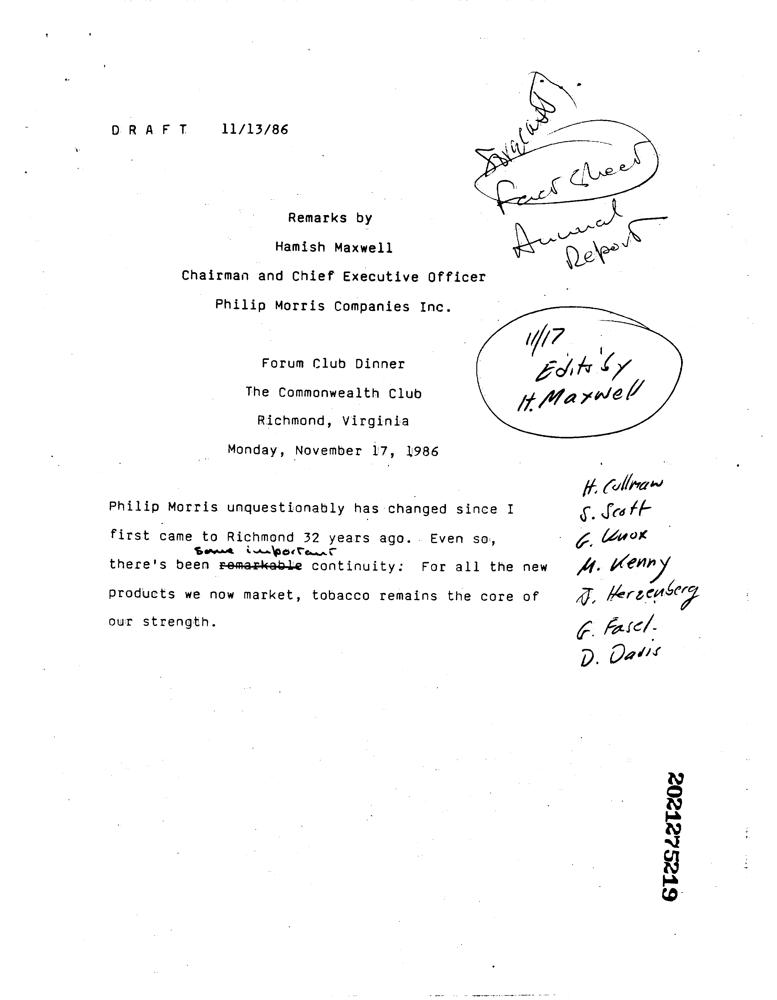 D R A F T 11/13/86
Fact Sheet
Annual
Report
Remarks by
Hamish Maxwell
Chairman and Chief Executive Officer
Philip Morris Companies Inc.
11/17
Edits by
H. Maxwell
Forum Club Dinner
The Commonwealth Club
Richmond, Virginia
Monday, November 17, 1986
H. Cullman
S. Scott
G. Knox
M. Kenny
J. Herzenberg
G. Fasel.
D. Davis
Philip Morris unquestionably has changed since I
first came to Richmond 32 years ago. Even so,
some important
there's been remarkable continuity: For all the new
products we now market, tobacco remains the core of
our strength.
2021275219